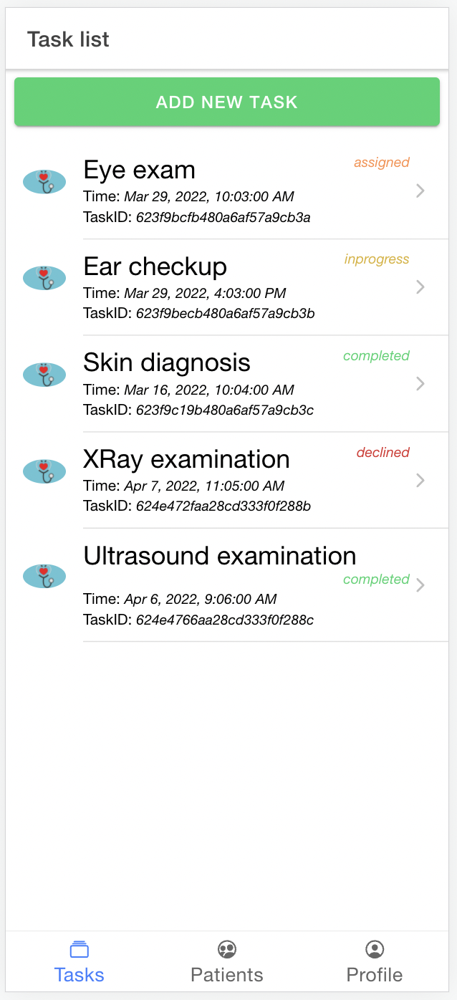 Task list
ADD NEW TASK
Eye exam
assigned
Time: Mar 29, 2022, 10:03:00 AM
TaskID: 623f9bcfb480a6af57a9cb3a
Ear checkup
inprogress
Time: Mar 29, 2022, 4:03:00 PM
TaskID: 623f9becb480a6af57a9cb3b
Skin diagnosis
completed
Time: Mar 16, 2022, 10:04:00 AM
TaskID: 623f9c19b480a6af57a9cb3c
XRay examination
declined
Time: Apr 7, 2022, 11:05:00 AM
TaskID: 624e472faa28cd333f0f288b
Ultrasound examination
completed
Time: Apr 6, 2022, 9:06:00 AM
TaskID: 624e4766aa28cd333f0f288c
Tasks
Patients
Profile